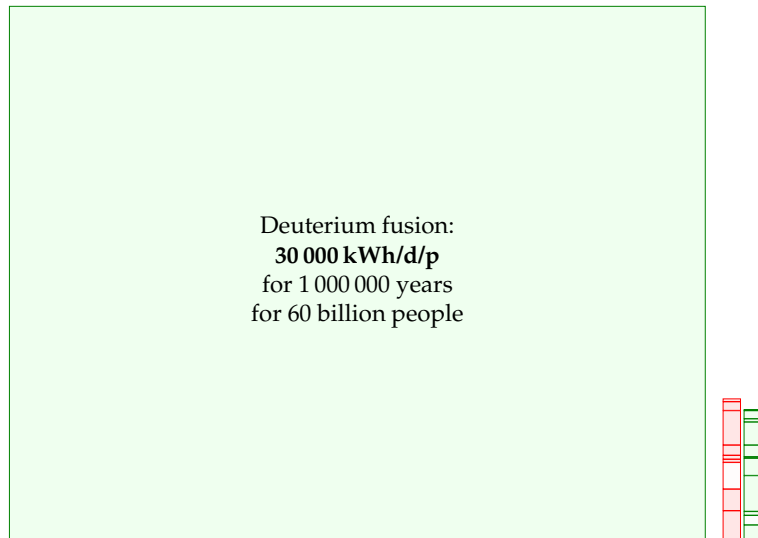 Deuterium fusion:
30 000 kWh/d/p
for 1 000 000 years
for 60 billion people